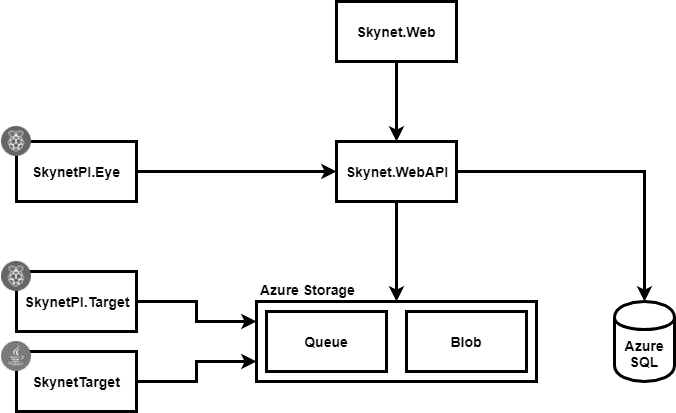 Skynet.Web
SkynetPI.Eye
Skynet.WebAPI
Azure Storage
SkynetPI.Target
Queue
Blob
Azure
SQL
SkynetTarget